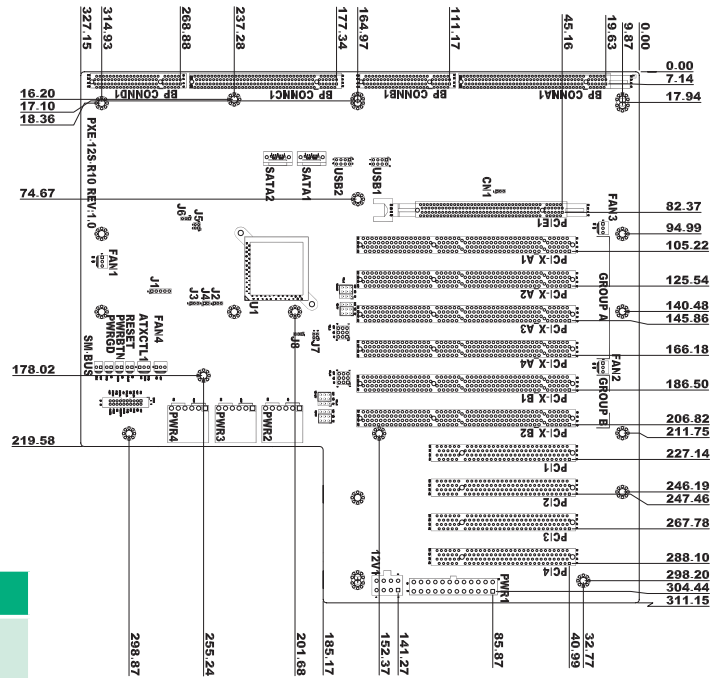 327.15
314.93
268.88
237.28
177.34
164.97
111.17
45.16
19.63
9.87
0.00
0.00
7.14
17.94
16.20
17.10
18.36
BP CONND1
BP CONNC1
BP CONNB1
BP CONNA1
PXE-12S-R10 REV:1.0
SATA2
SATA1
USB2
USB1
CN1
74.67
82.37
PCIE1
FAN3
94.99
J6
J5
105.22
PCI-X A1
FAN1
J1
125.54
PCI-X A2
GROUP A
J3
J4
J2
U1
140.48
145.86
PCI-X A3
J8
J7
166.18
PCI-X A4
FAN4
ATXCTL1
RESET
PWRBTN
PWRGD
SM-BUS
FAN2
178.02
186.50
PCI-X B1
GROUP B
206.82
211.75
PCI-X B2
PWR4
PWR3
PWR2
219.58
227.14
PCI1
246.19
247.46
PCI2
267.78
PCI3
288.10
PCI4
12V1
PWR1
298.20
304.44
311.15
298.87
255.24
201.68
185.17
152.37
141.27
85.87
40.99
32.77